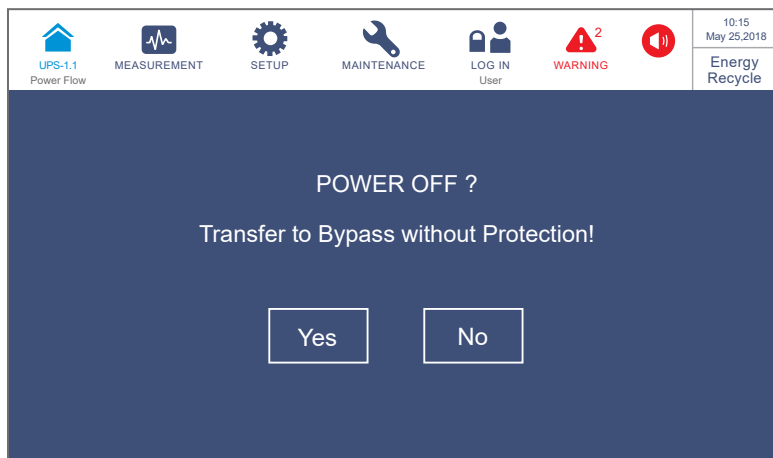 UPS-1.1
Power Flow
MEASUREMENT
SETUP
MAINTENANCE
LOG IN
User
2
WARNING
10:15
May 25,2018
Energy
Recycle
POWER OFF ?
Transfer to Bypass without Protection!
Yes
No